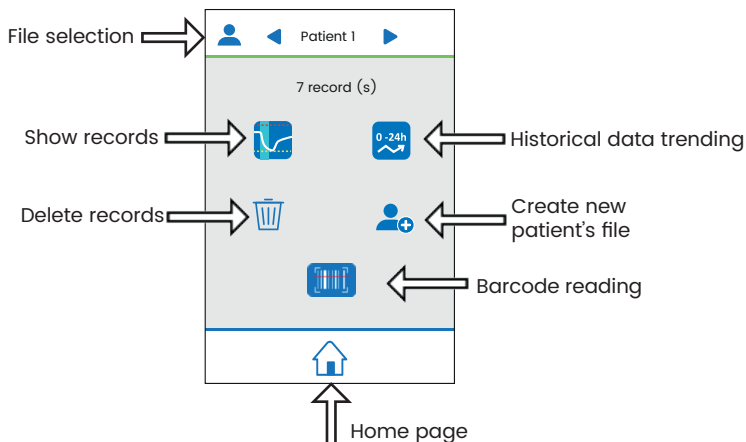 File selection
Patient 1
7 record (s)
Show records
0 -24h
Historical data trending
Delete records
Create new
patient's file
Barcode reading
Home page